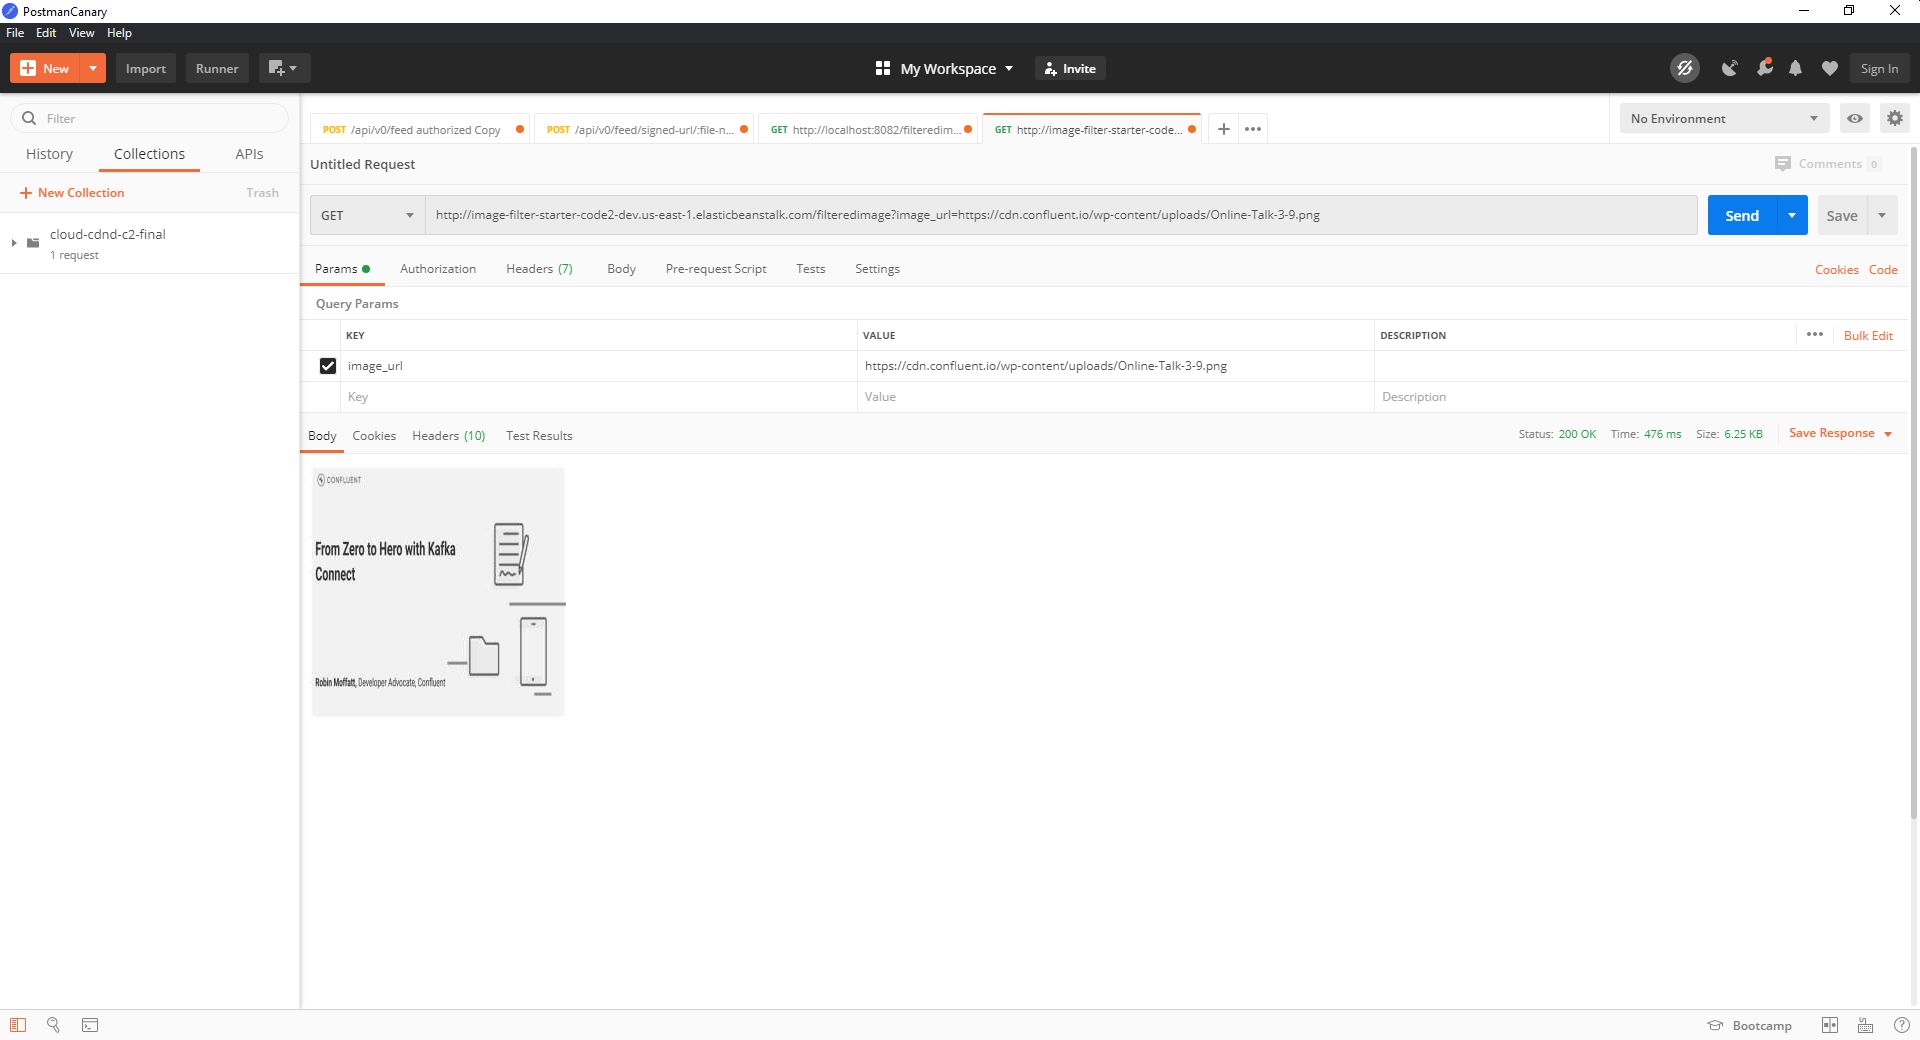 PostmanCanary
File Edit View Help
New Import Runner My Workspace Invite Sign In
Filter
History Collections APIs
New Collection Trash
cloud-cdnd-c2-final
1 request
POST /api/v0/feed authorized Copy POST /api/v0/feed/signed-url/:file-n... GET http://localhost:8082/filteredim... GET http://image-filter-starter-code... No Environment
Untitled Request Comments 0
GET http://image-filter-starter-code2-dev.us-east-1.elasticbeanstalk.com/filteredimage?image_url=https://cdn.confluent.io/wp-content/uploads/Online-Talk-3-9.png Send Save
Params Authorization Headers (7) Body Pre-request Script Tests Settings Cookies Code
Query Params
KEY VALUE DESCRIPTION Bulk Edit
image_url https://cdn.confluent.io/wp-content/uploads/Online-Talk-3-9.png
Key Value Description
Body Cookies Headers (10) Test Results Status: 200 OK Time: 476 ms Size: 6.25 KB Save Response
CONFLUENT
From Zero to Hero with Kafka
Connect
Robin Moffatt, Developer Advocate, Confluent
Bootcamp